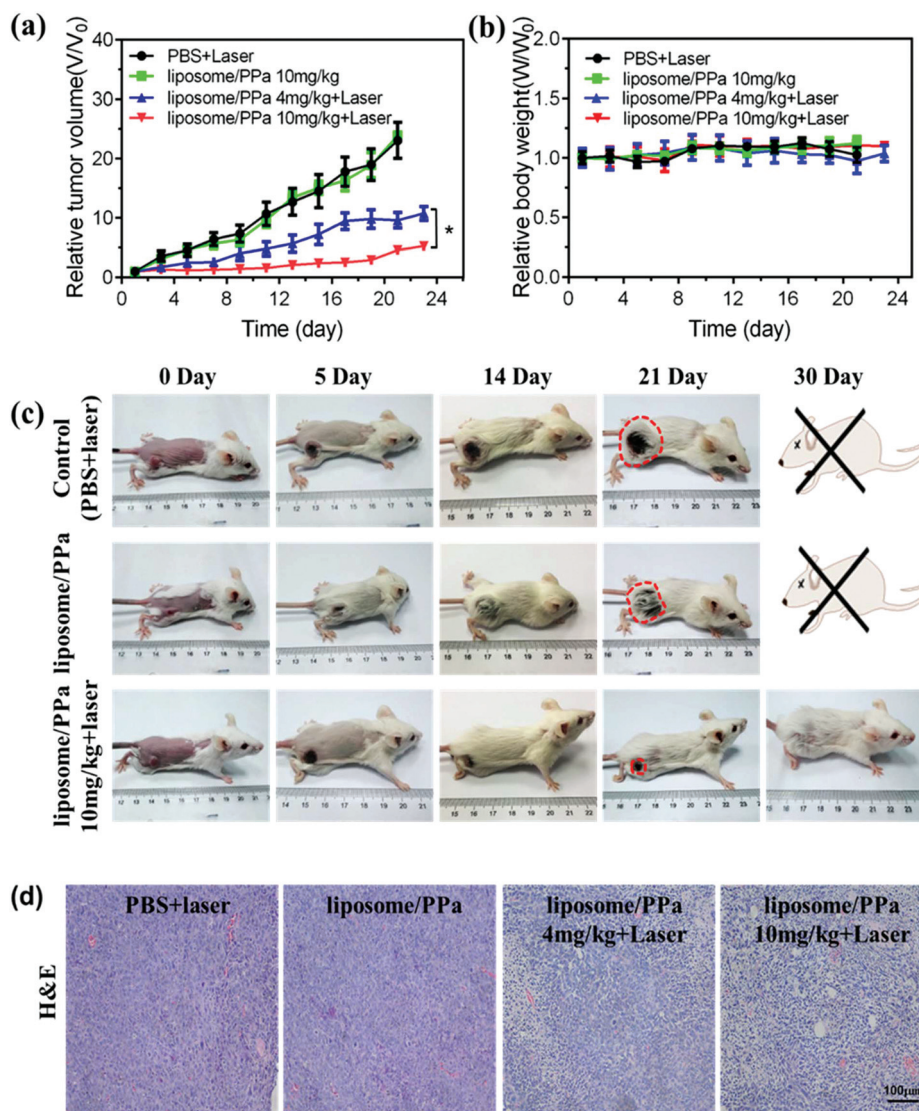 (a)
40
30
20
10
0
Relative tumor volume(V/V0)
PBS+Laser
liposome/PPa 10mg/kg
liposome/PPa 4mg/kg+Laser
liposome/PPa 10mg/kg+Laser
*
0 4 8 12 16 20 24
Time (day)
(b)
2.0
1.5
1.0
0.5
0.0
Relative body weight(W/W0)
PBS+Laser
liposome/PPa 10mg/kg
liposome/PPa 4mg/kg+Laser
liposome/PPa 10mg/kg+Laser
0 4 8 12 16 20 24
Time (day)
0 Day 5 Day 14 Day 21 Day 30 Day
(c)
Control
(PBS+laser)
liposome/PPa
liposome/PPa
10mg/kg+laser
(d)
H&E
PBS+laser
liposome/PPa
liposome/PPa
4mg/kg+Laser
liposome/PPa
10mg/kg+Laser
100μm